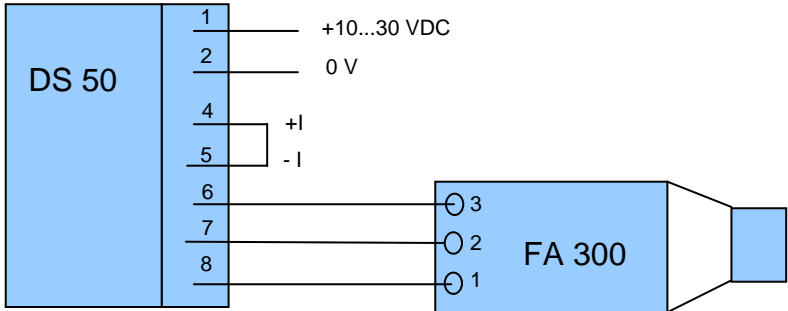 1 +10...30 VDC
2 0 V
DS 50
4 +I
5 - I
6 3
7 2
FA 300
8 1